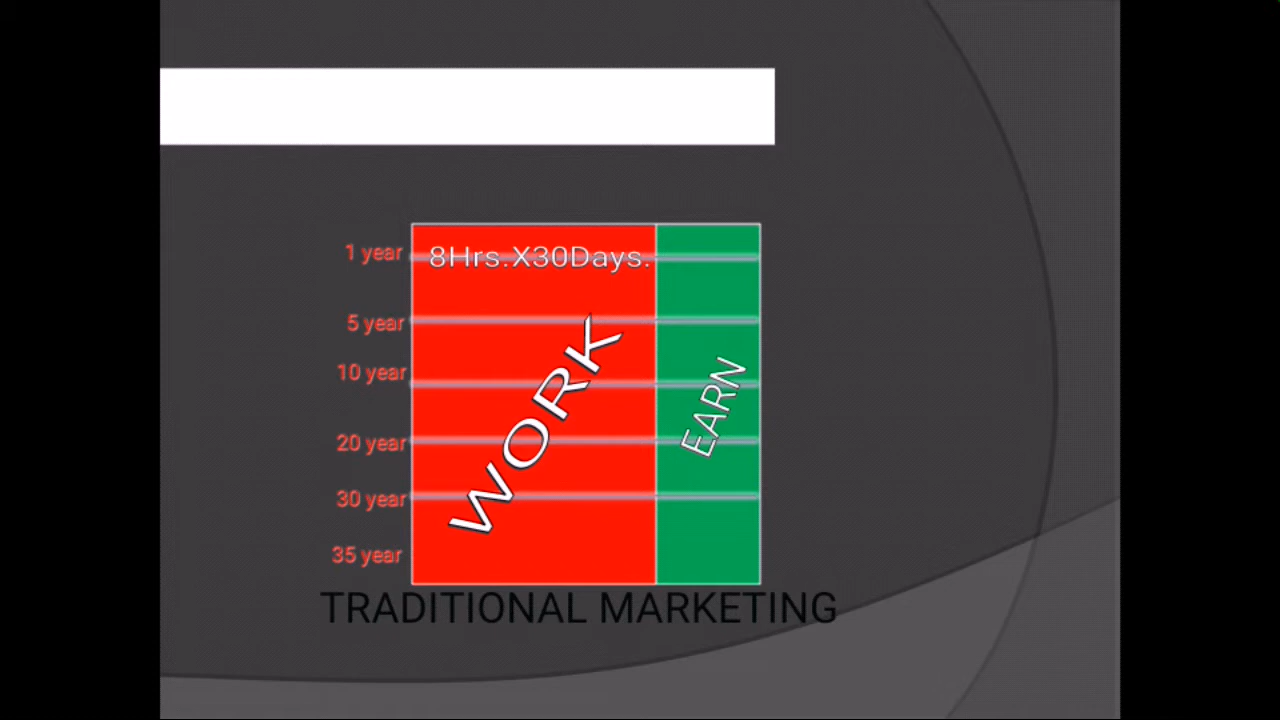 1 year
8Hrs.X30Days.
5 year
10 year
WORK
EARN
20 year
30 year
35 year
TRADITIONAL MARKETING